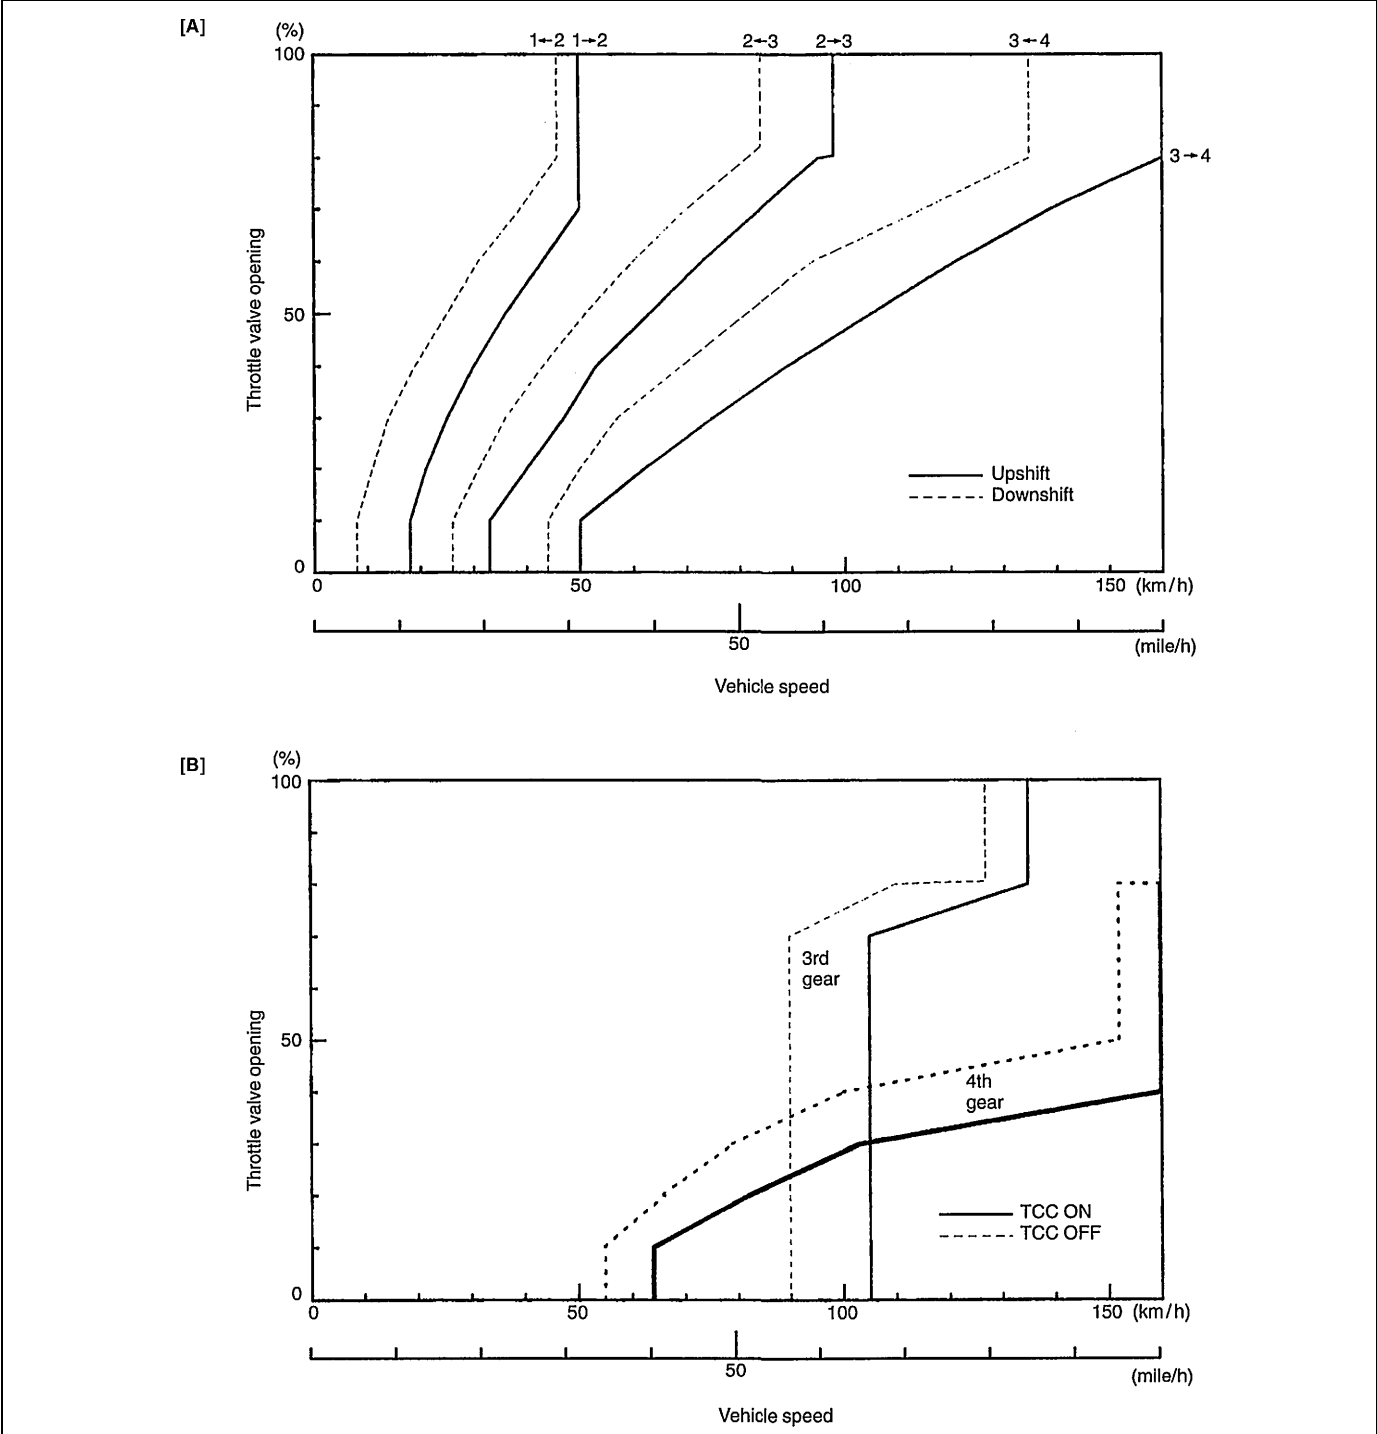 [A]
(%)
1←2 1→2 2←3 2→3 3←4
100
3→4
Throttle valve opening
50
Upshift
Downshift
0
0 50 100 150 (km/h)
50
(mile/h)
Vehicle speed
[B]
(%)
100
3rd
gear
Throttle valve opening
50
4th
gear
TCC ON
TCC OFF
0
0 50 100 150 (km/h)
50
(mile/h)
Vehicle speed